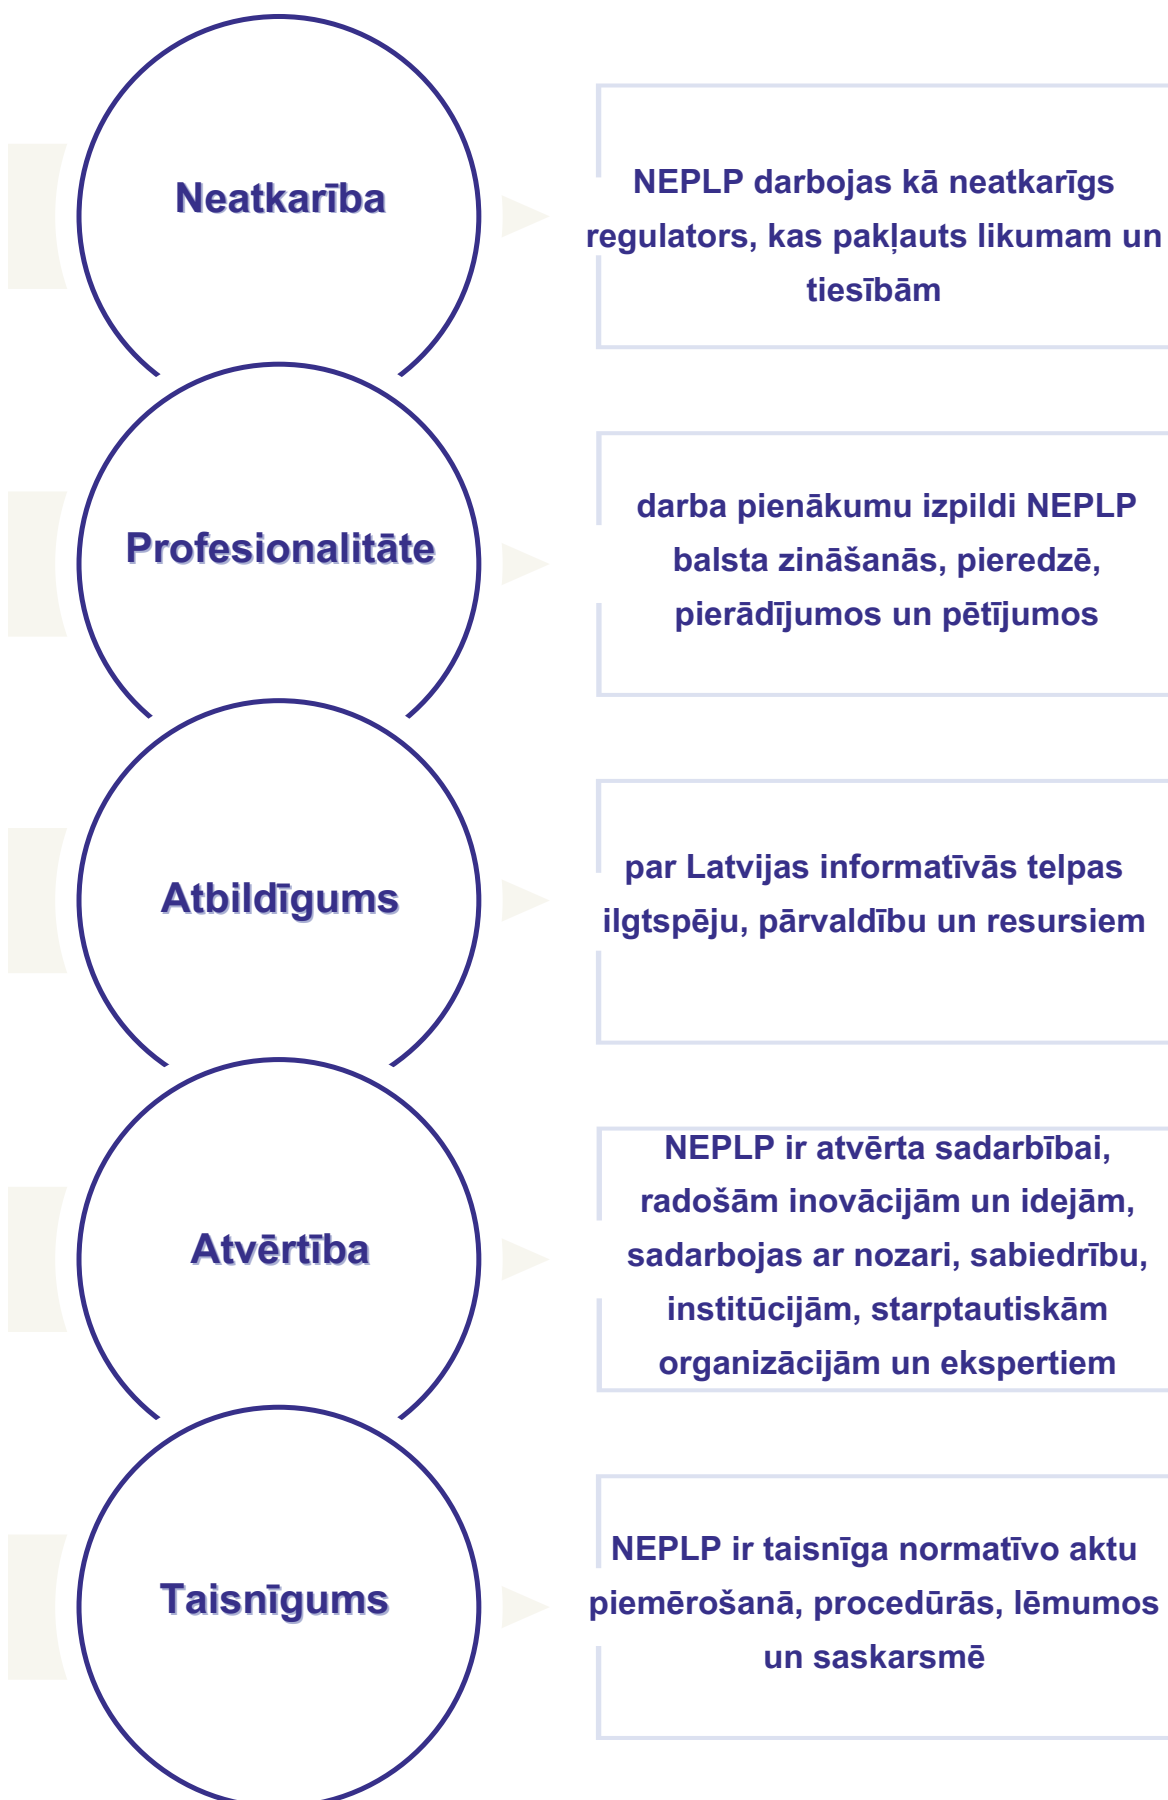 Neatkarība
NEPLP darbojas kā neatkarīgs
regulators, kas pakļauts likumam un
tiesībām
Profesionalitāte
darba pienākumu izpildi NEPLP
balsta zināšanās, pieredzē,
pierādījumos un pētījumos
Atbildīgums
par Latvijas informatīvās telpas
ilgtspēju, pārvaldību un resursiem
Atvērtība
NEPLP ir atvērta sadarbībai,
radošām inovācijām un idejām,
sadarbojas ar nozari, sabiedrību,
institūcijām, starptautiskām
organizācijām un ekspertiem
Taisnīgums
NEPLP ir taisnīga normatīvo aktu
piemērošanā, procedūrās, lēmumos
un saskarsmē